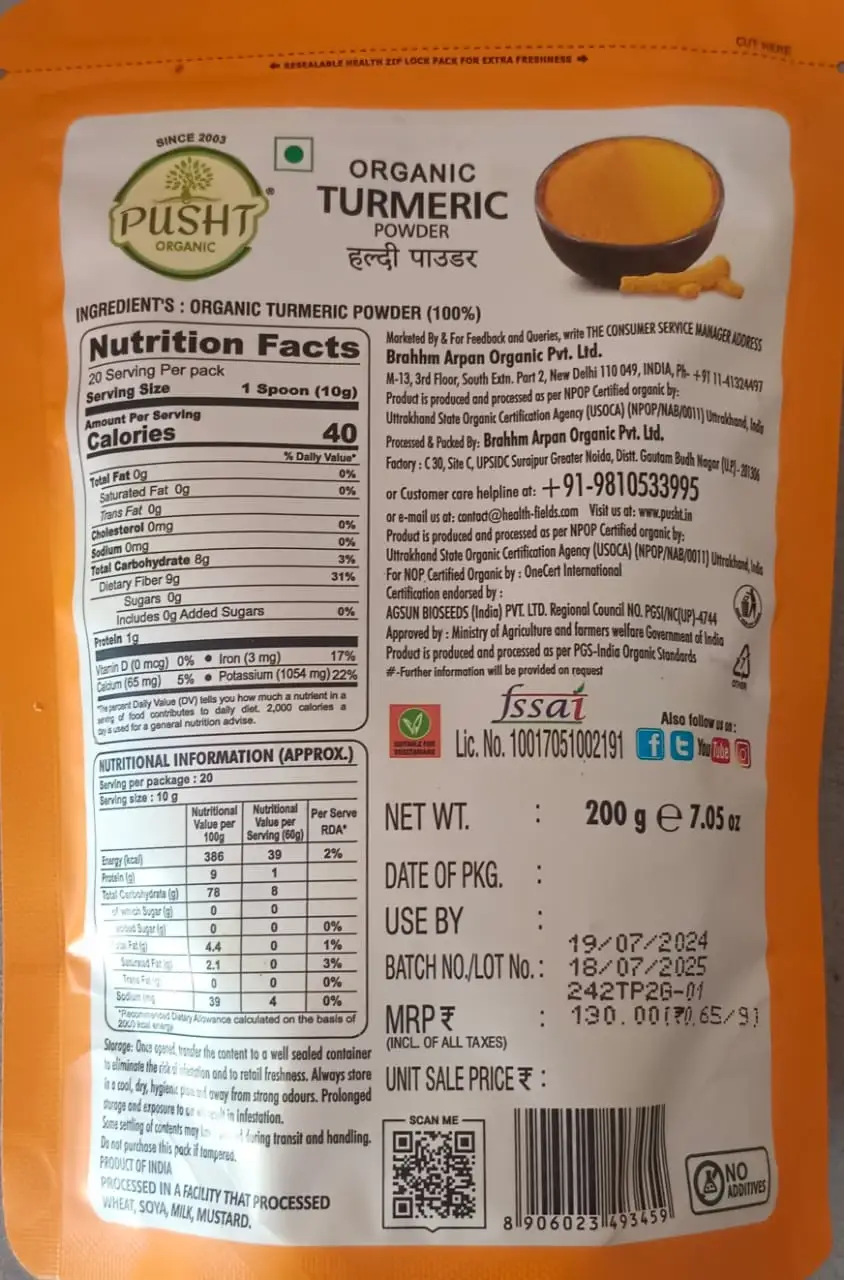 CUT HERE
← RESEALABLE HEALTH ZIP LOCK PACK FOR EXTRA FRESHNESS →
SINCE 2003
PUSHT ®
ORGANIC
ORGANIC
TURMERIC
POWDER
हल्दी पाउडर
INGREDIENT'S : ORGANIC TURMERIC POWDER (100%)
Nutrition Facts
20 Serving Per pack
Serving Size 1 Spoon (10g)
Amount Per Serving
Calories 40
% Daily Value*
Total Fat 0g 0%
Saturated Fat 0g 0%
Trans Fat 0g
Cholesterol 0mg 0%
Sodium 0mg 0%
Total Carbohydrate 8g 3%
Dietary Fiber 9g 31%
Sugars 0g
Includes 0g Added Sugars 0%
Protein 1g
Vitamin D (0 mcg) 0% • Iron (3 mg) 17%
Calcium (65 mg) 5% • Potassium (1054 mg) 22%
*The percent Daily Value (DV) tells you how much a nutrient in a
serving of food contributes to daily diet. 2,000 calories a
day is used for a general nutrition advise.
NUTRITIONAL INFORMATION (APPROX.)
Serving per package : 20
Serving size : 10 g
Nutritional Value per 100g Nutritional Value per Serving (60g) Per Serve RDA*
Energy (kcal) 386 39 2%
Protein (g) 9 1
Total Carbohydrate (g) 78 8
of which Sugar (g) 0 0
Sugar (g) 0 0 0%
Fat (g) 4.4 0 1%
Saturated Fat (g) 2.1 0 3%
Trans Fat (g) 0 0 0%
Sodium (mg) 39 4 0%
*Recommended Dietary Allowance calculated on the basis of
2000 kcal energy
Storage: Once opened, transfer the content to a well sealed container
to eliminate the risk of infestation and to retail freshness. Always store
in a cool, dry, hygienic place and away from strong odours. Prolonged
storage and exposure to in Infestation.
Some settling of contents may during transit and handling.
Do not purchase this pack if tampered.
PRODUCT OF INDIA
PROCESSED IN A FACILITY THAT PROCESSED
WHEAT, SOYA, MILK, MUSTARD.
Marketed By & For Feedback and Queries, write THE CONSUMER SERVICE MANAGER ADDRESS
Brahhm Arpan Organic Pvt. Ltd.
M-13, 3rd Floor, South Extn. Part 2, New Delhi 110 049, INDIA, Ph- +91 11-41324497
Product is produced and processed as per NPOP Certified organic by:
Uttrakhand State Organic Certification Agency (USOCA) (NPOP/NAB/0011) Uttrakhand, India
Processed & Packed By: Brahhm Arpan Organic Pvt. Ltd.
Factory : C 30, Site C, UPSIDC Surajpur Greater Noida, Distt. Gautam Budh Nagar (U.P.) - 201306
or Customer care helpline at: +91-9810533995
or e-mail us at: contact@health-fields.com Visit us at: www.pusht.in
Product is produced and processed as per NPOP Certified organic by:
Uttrakhand State Organic Certification Agency (USOCA) (NPOP/NAB/0011) Uttrakhand, India
For NOP Certified Organic by : OneCert International
Certification endorsed by :
AGSUN BIOSEEDS (India) PVT. LTD. Regional Council NO. PGSI/NC(UP)-4744
Approved by : Ministry of Agriculture and farmers welfare Government of India
Product is produced and processed as per PGS-India Organic Standards
#-Further information will be provided on request
OTHER
SUITABLE FOR
VEGETARIANS
fssai
Lic. No. 10017051002191
Also follow us on :
f t YouTube
NET WT. : 200 g e 7.05 oz
DATE OF PKG. :
USE BY :
19/07/2024
BATCH NO./LOT No. : 18/07/2025
242TP2G-01
MRP ₹ : 130.00(₹0.65/g)
(INCL. OF ALL TAXES)
UNIT SALE PRICE ₹ :
SCAN ME
8 906023 493459
NO
ADDITIVES